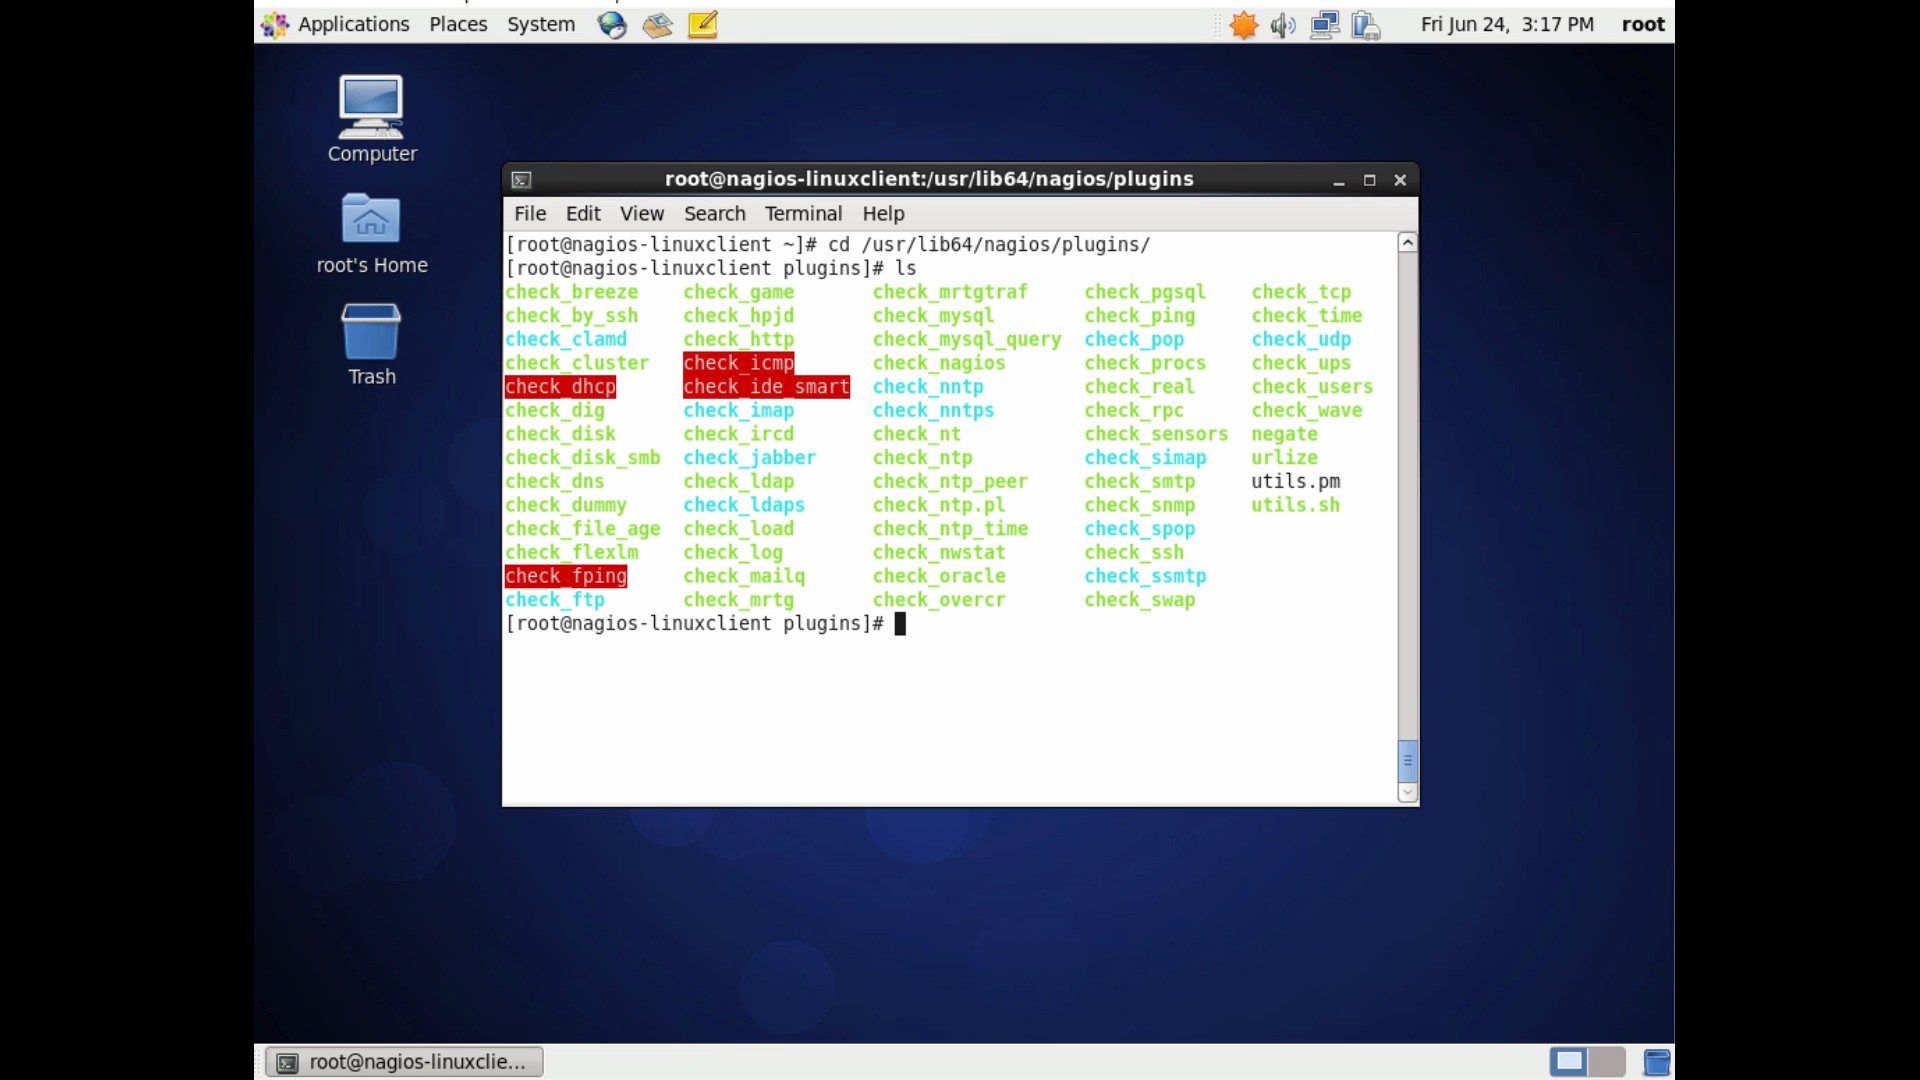 Applications Places System Fri Jun 24, 3:17 PM root
Computer
root's Home
Trash
root@nagios-linuxclient:/usr/lib64/nagios/plugins
File Edit View Search Terminal Help
[root@nagios-linuxclient ~]# cd /usr/lib64/nagios/plugins/
[root@nagios-linuxclient plugins]# ls
check_breeze check_game check_mrtgtraf check_pgsql check_tcp
check_by_ssh check_hpjd check_mysql check_ping check_time
check_clamd check_http check_mysql_query check_pop check_udp
check_cluster check_icmp check_nagios check_procs check_ups
check_dhcp check_ide_smart check_nntp check_real check_users
check_dig check_imap check_nntps check_rpc check_wave
check_disk check_ircd check_nt check_sensors negate
check_disk_smb check_jabber check_ntp check_simap urlize
check_dns check_ldap check_ntp_peer check_smtp utils.pm
check_dummy check_ldaps check_ntp.pl check_snmp utils.sh
check_file_age check_load check_ntp_time check_spop
check_flexlm check_log check_nwstat check_ssh
check_fping check_mailq check_oracle check_ssmtp
check_ftp check_mrtg check_overcr check_swap
[root@nagios-linuxclient plugins]#
root@nagios-linuxclie...